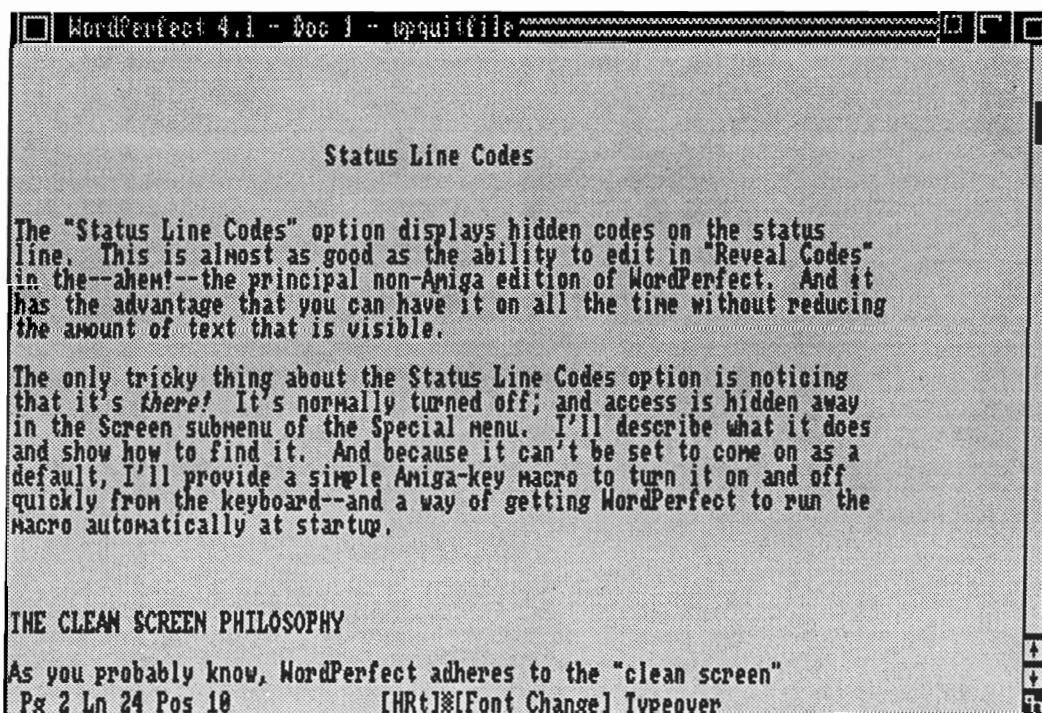 WordPerfect 4.1 - Doc 1 - wpquitfile
Status Line Codes
The "Status Line Codes" option displays hidden codes on the status
line. This is almost as good as the ability to edit in "Reveal Codes"
in the--ahem!--the principal non-Amiga edition of WordPerfect. And it
has the advantage that you can have it on all the time without reducing
the amount of text that is visible.
The only tricky thing about the Status Line Codes option is noticing
that it's there! It's normally turned off; and access is hidden away
in the Screen submenu of the Special menu. I'll describe what it does
and show how to find it. And because it can't be set to come on as a
default, I'll provide a simple Amiga-key macro to turn it on and off
quickly from the keyboard--and a way of getting WordPerfect to run the
macro automatically at startup.
THE CLEAN SCREEN PHILOSOPHY
As you probably know, WordPerfect adheres to the "clean screen"
Pg 2 Ln 24 Pos 10 [HRt]▒[Font Change] Typeover